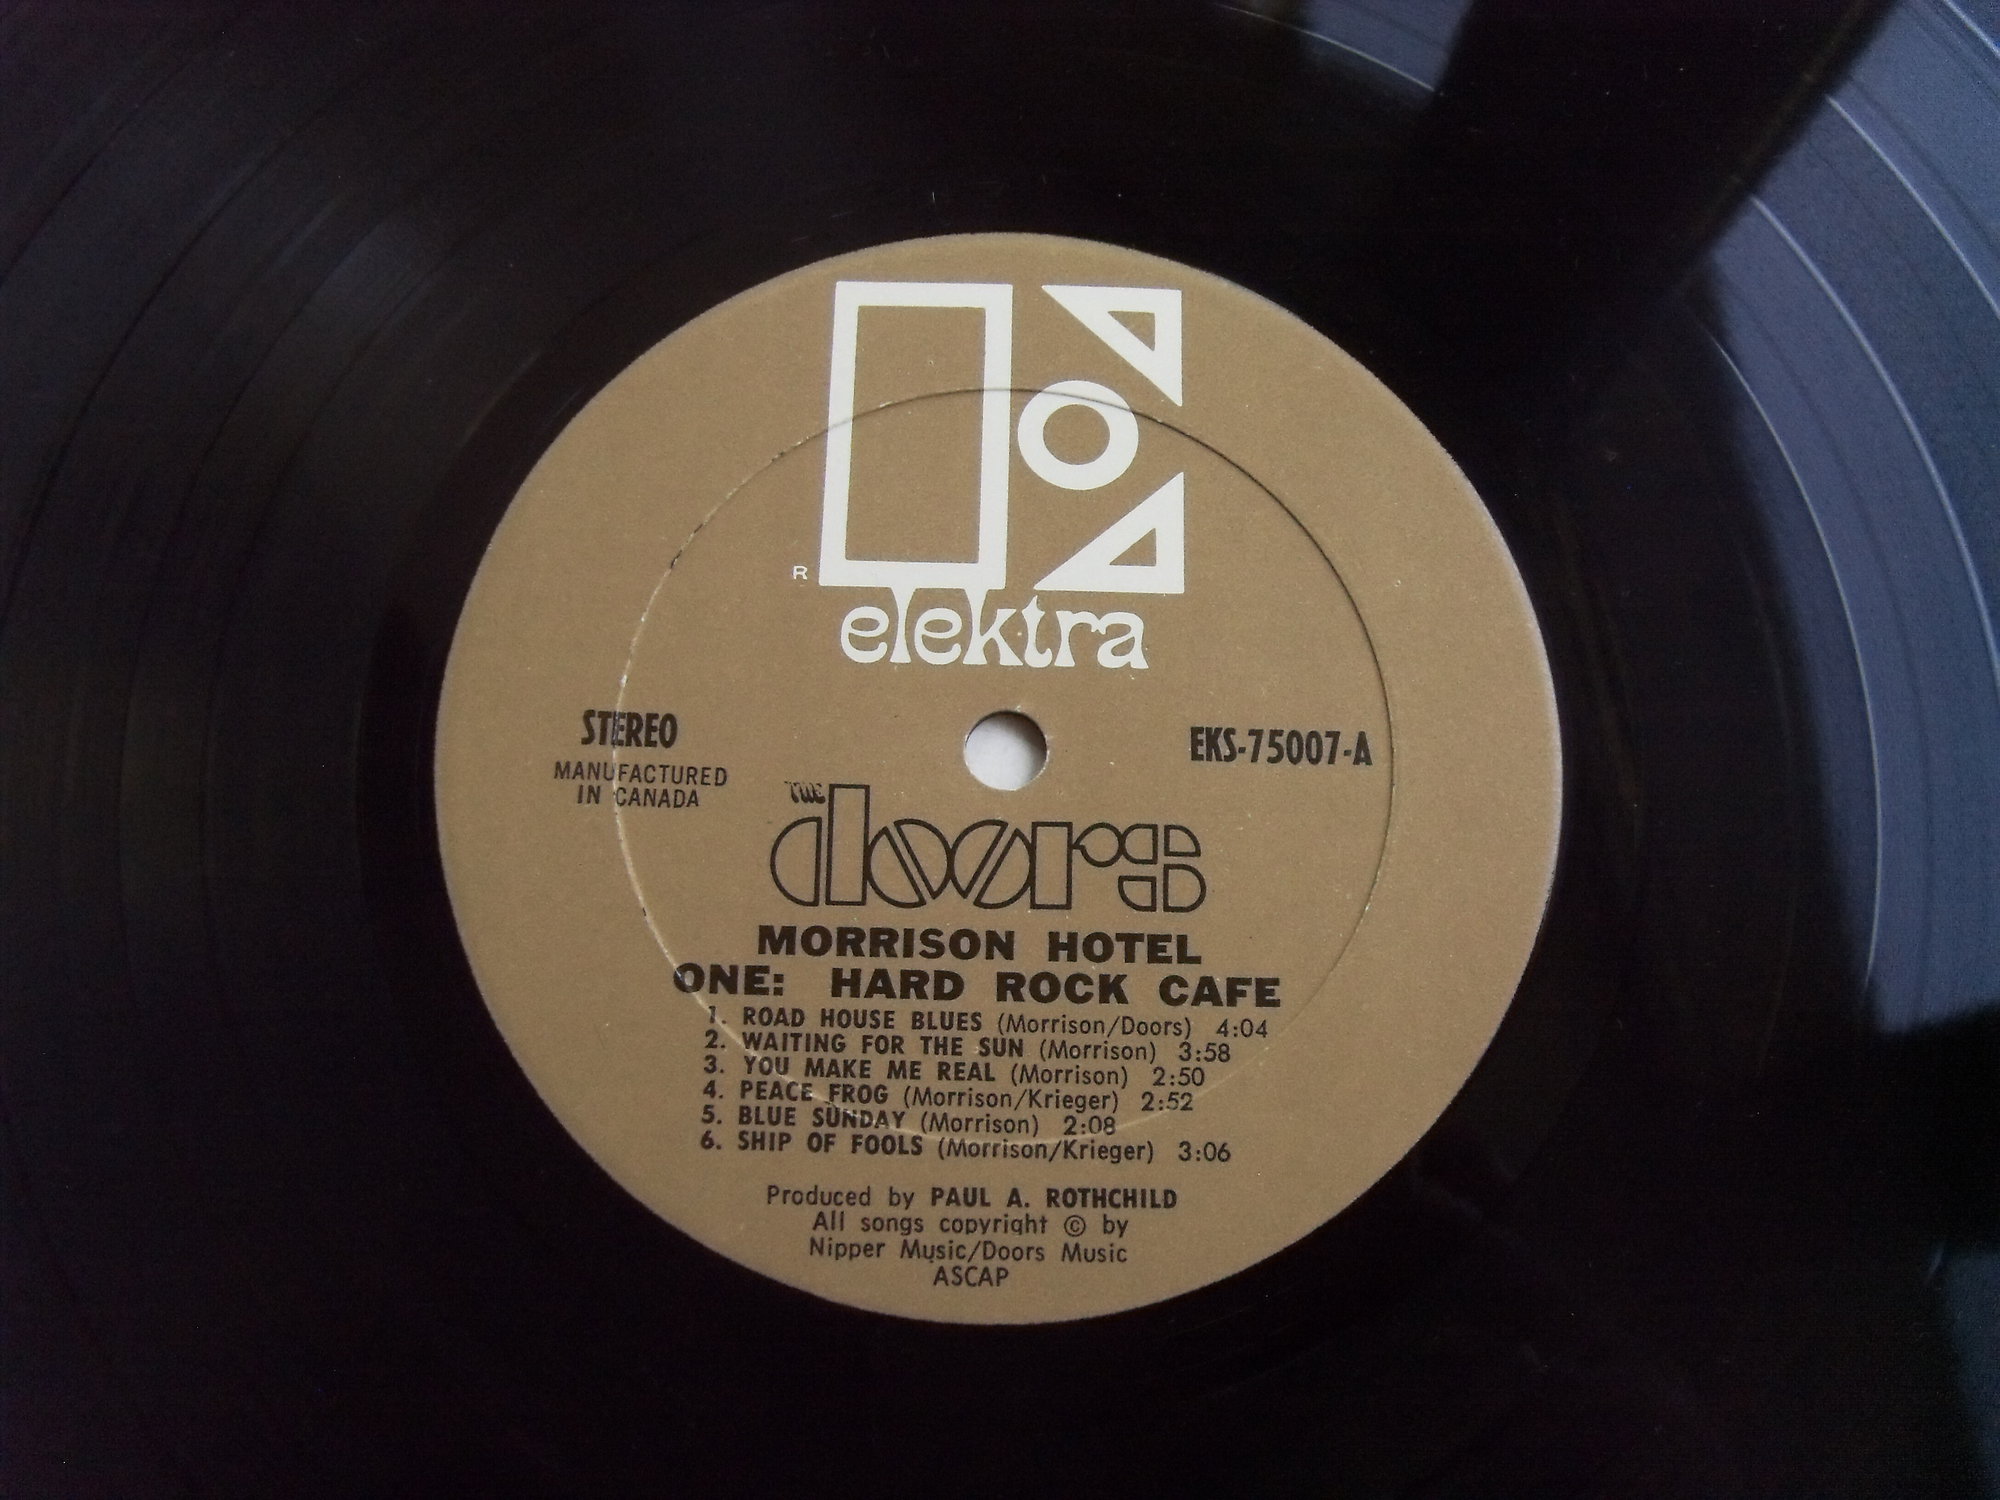 R
elektra
STEREO
MANUFACTURED
IN CANADA
EKS-75007-A
THE
doors
MORRISON HOTEL
ONE: HARD ROCK CAFE
1. ROAD HOUSE BLUES (Morrison/Doors) 4:04
2. WAITING FOR THE SUN (Morrison) 3:58
3. YOU MAKE ME REAL (Morrison) 2:50
4. PEACE FROG (Morrison/Krieger) 2:52
5. BLUE SUNDAY (Morrison) 2:08
6. SHIP OF FOOLS (Morrison/Krieger) 3:06
Produced by PAUL A. ROTHCHILD
All songs copyright © by
Nipper Music/Doors Music
ASCAP